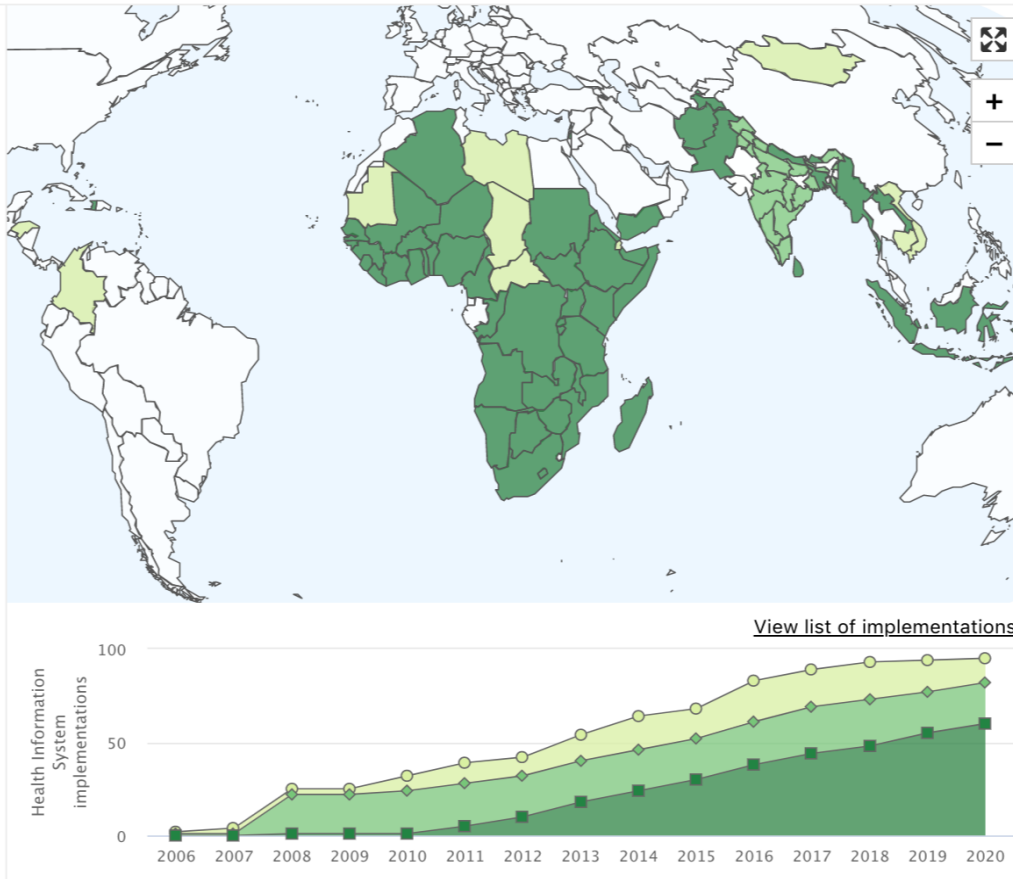 +
−
View list of implementations
Health Information
System
implementations
100
50
0
2006 2007 2008 2009 2010 2011 2012 2013 2014 2015 2016 2017 2018 2019 2020